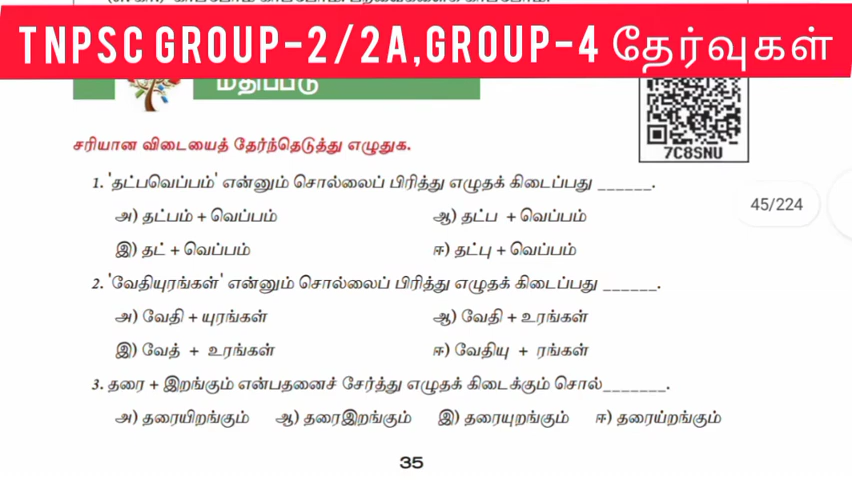 TNPSC GROUP-2/2A,GROUP-4 தேர்வுகள்
மதிப்பீடு
7C8SNU
சரியான விடையைத் தேர்ந்தெடுத்து எழுதுக.
1. 'தட்பவெப்பம்' என்னும் சொல்லைப் பிரித்து எழுதக் கிடைப்பது ______.
அ) தட்பம் + வெப்பம் ஆ) தட்ப + வெப்பம்
45/224
இ) தட் + வெப்பம் ஈ) தட்பு + வெப்பம்
2. 'வேதியுரங்கள்' என்னும் சொல்லைப் பிரித்து எழுதக் கிடைப்பது ______.
அ) வேதி + யுரங்கள் ஆ) வேதி + உரங்கள்
இ) வேத் + உரங்கள் ஈ) வேதியு + ரங்கள்
3. தரை + இறங்கும் என்பதனைச் சேர்த்து எழுதக் கிடைக்கும் சொல்_______.
அ) தரையிறங்கும் ஆ) தரைஇறங்கும் இ) தரையுறங்கும் ஈ) தரைய்றங்கும்
35